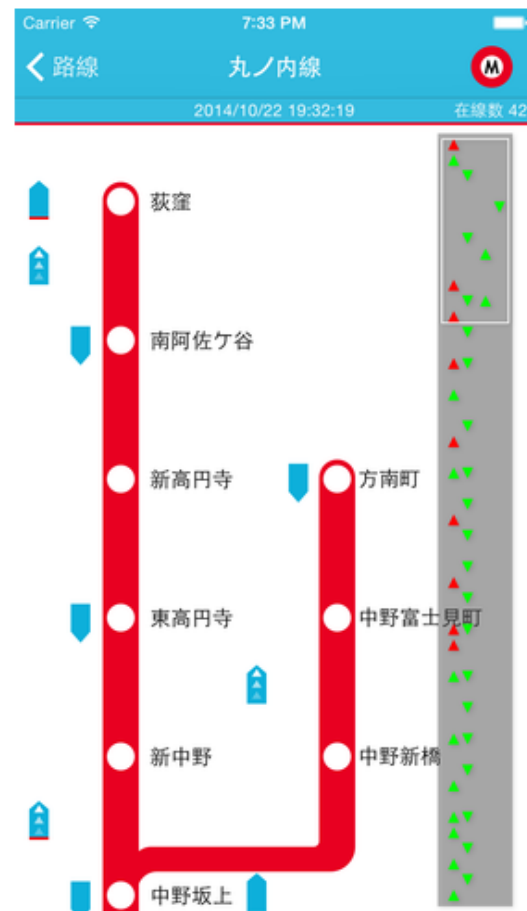 Carrier 7:33 PM
路線 丸ノ内線 M
2014/10/22 19:32:19 在線数 42
荻窪
南阿佐ケ谷
新高円寺 方南町
東高円寺 中野富士見町
新中野 中野新橋
中野坂上